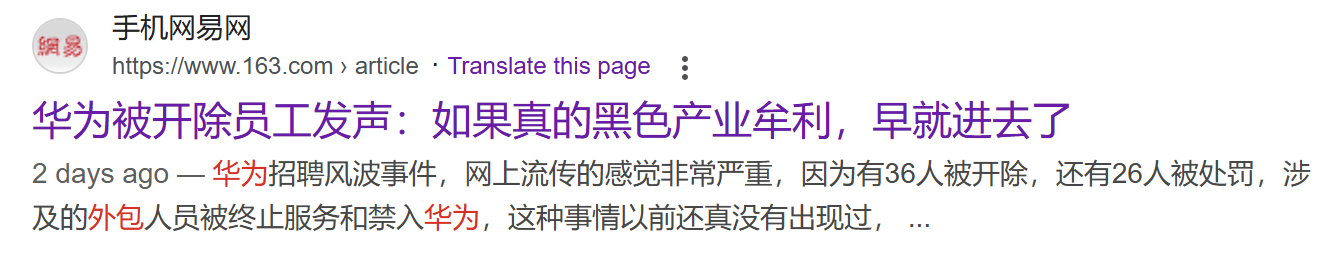 網易
手机网易网
https://www.163.com › article · Translate this page
华为被开除员工发声：如果真的黑色产业牟利，早就进去了
2 days ago — 华为招聘风波事件，网上流传的感觉非常严重，因为有36人被开除，还有26人被处罚，涉
及的外包人员被终止服务和禁入华为，这种事情以前还真没有出现过， ...